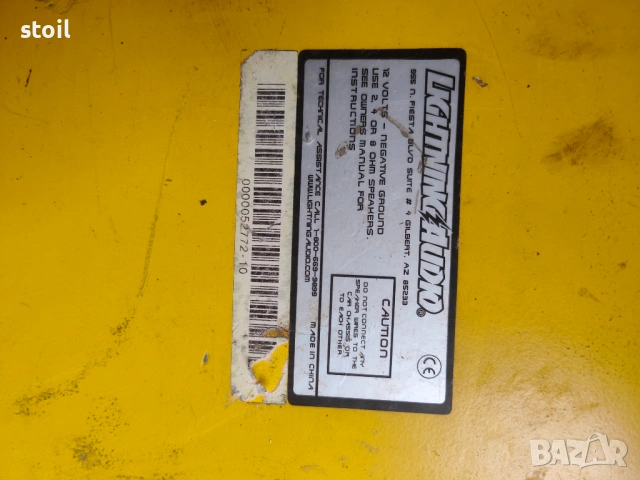 stoil
LIGHTNING AUDIO®
955 N. FIESTA BLVD SUITE # 4 GILBERT, AZ 85233
12 VOLTS - NEGATIVE GROUND
USE 2, 4 OR 8 OHM SPEAKERS.
SEE OWNERS MANUAL FOR
INSTRUCTIONS
CAUTION
DO NOT CONNECT ANY
SPEAKER WIRES TO THE
CAR CHASSIS OR
TO EACH OTHER
CE
FOR TECHNICAL ASSISTANCE CALL 1-800-669-9899
WWW.LIGHTNINGAUDIO.COM
MADE IN CHINA
0000052772-10
BAZAR